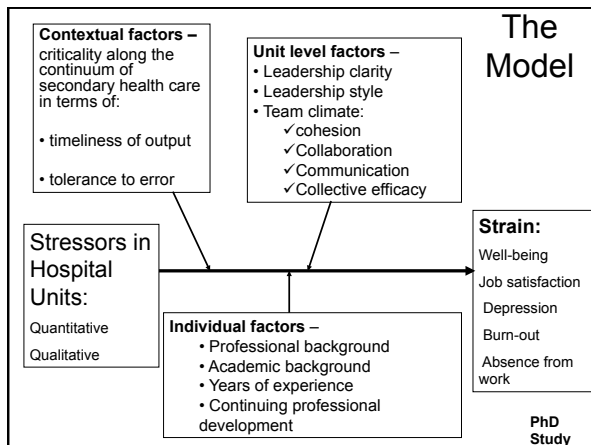 The
Model
Contextual factors –
criticality along the
continuum of
secondary health care
in terms of:
• timeliness of output
• tolerance to error
Unit level factors –
• Leadership clarity
• Leadership style
• Team climate:
✓cohesion
✓Collaboration
✓Communication
✓Collective efficacy
Stressors in
Hospital
Units:
Quantitative
Qualitative
Strain:
Well-being
Job satisfaction
Depression
Burn-out
Absence from
work
Individual factors –
• Professional background
• Academic background
• Years of experience
• Continuing professional
development
PhD
Study